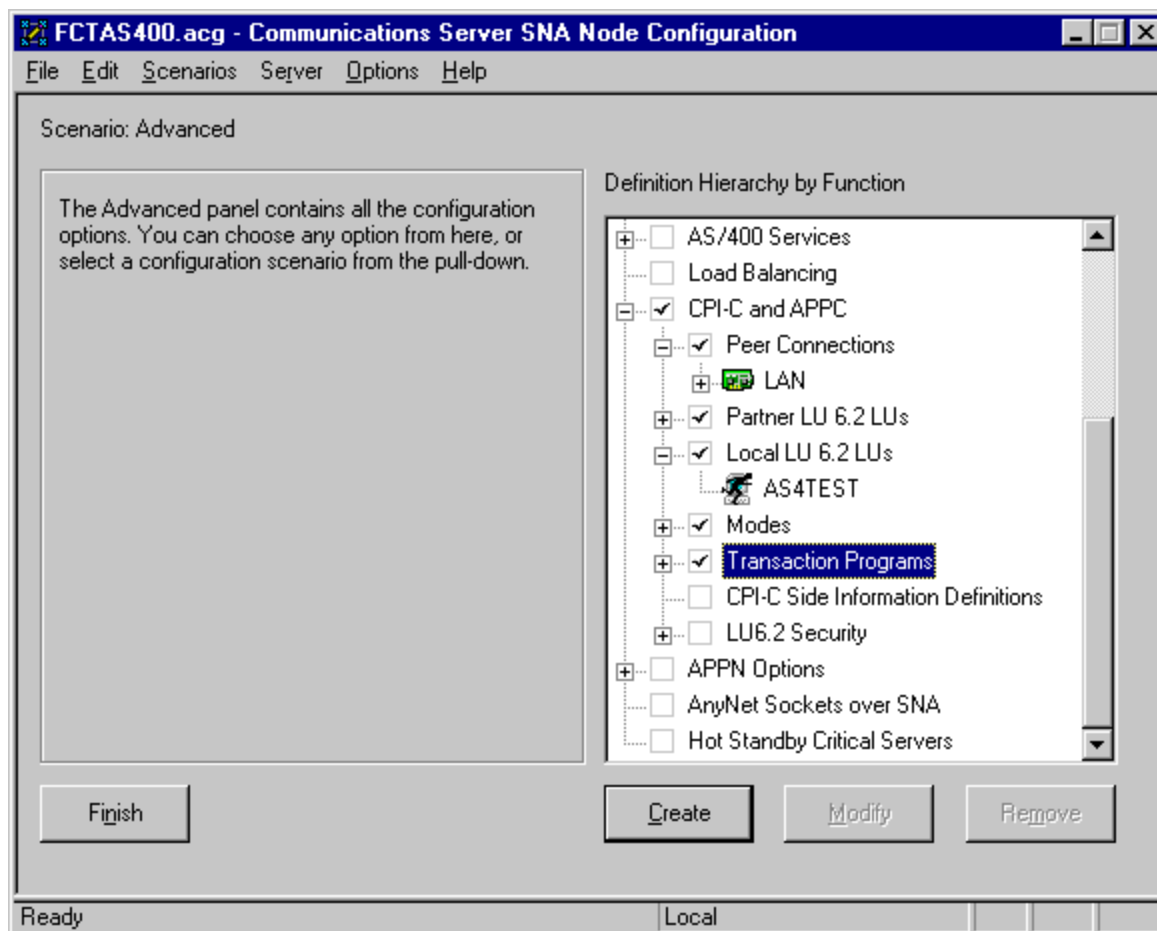 FCTAS400.acg - Communications Server SNA Node Configuration
File Edit Scenarios Server Options Help
Scenario: Advanced
The Advanced panel contains all the configuration
options. You can choose any option from here, or
select a configuration scenario from the pull-down.
Definition Hierarchy by Function
AS/400 Services
Load Balancing
CPI-C and APPC
Peer Connections
LAN
Partner LU 6.2 LUs
Local LU 6.2 LUs
AS4TEST
Modes
Transaction Programs
CPI-C Side Information Definitions
LU6.2 Security
APPN Options
AnyNet Sockets over SNA
Hot Standby Critical Servers
Finish Create Modify Remove
Ready Local